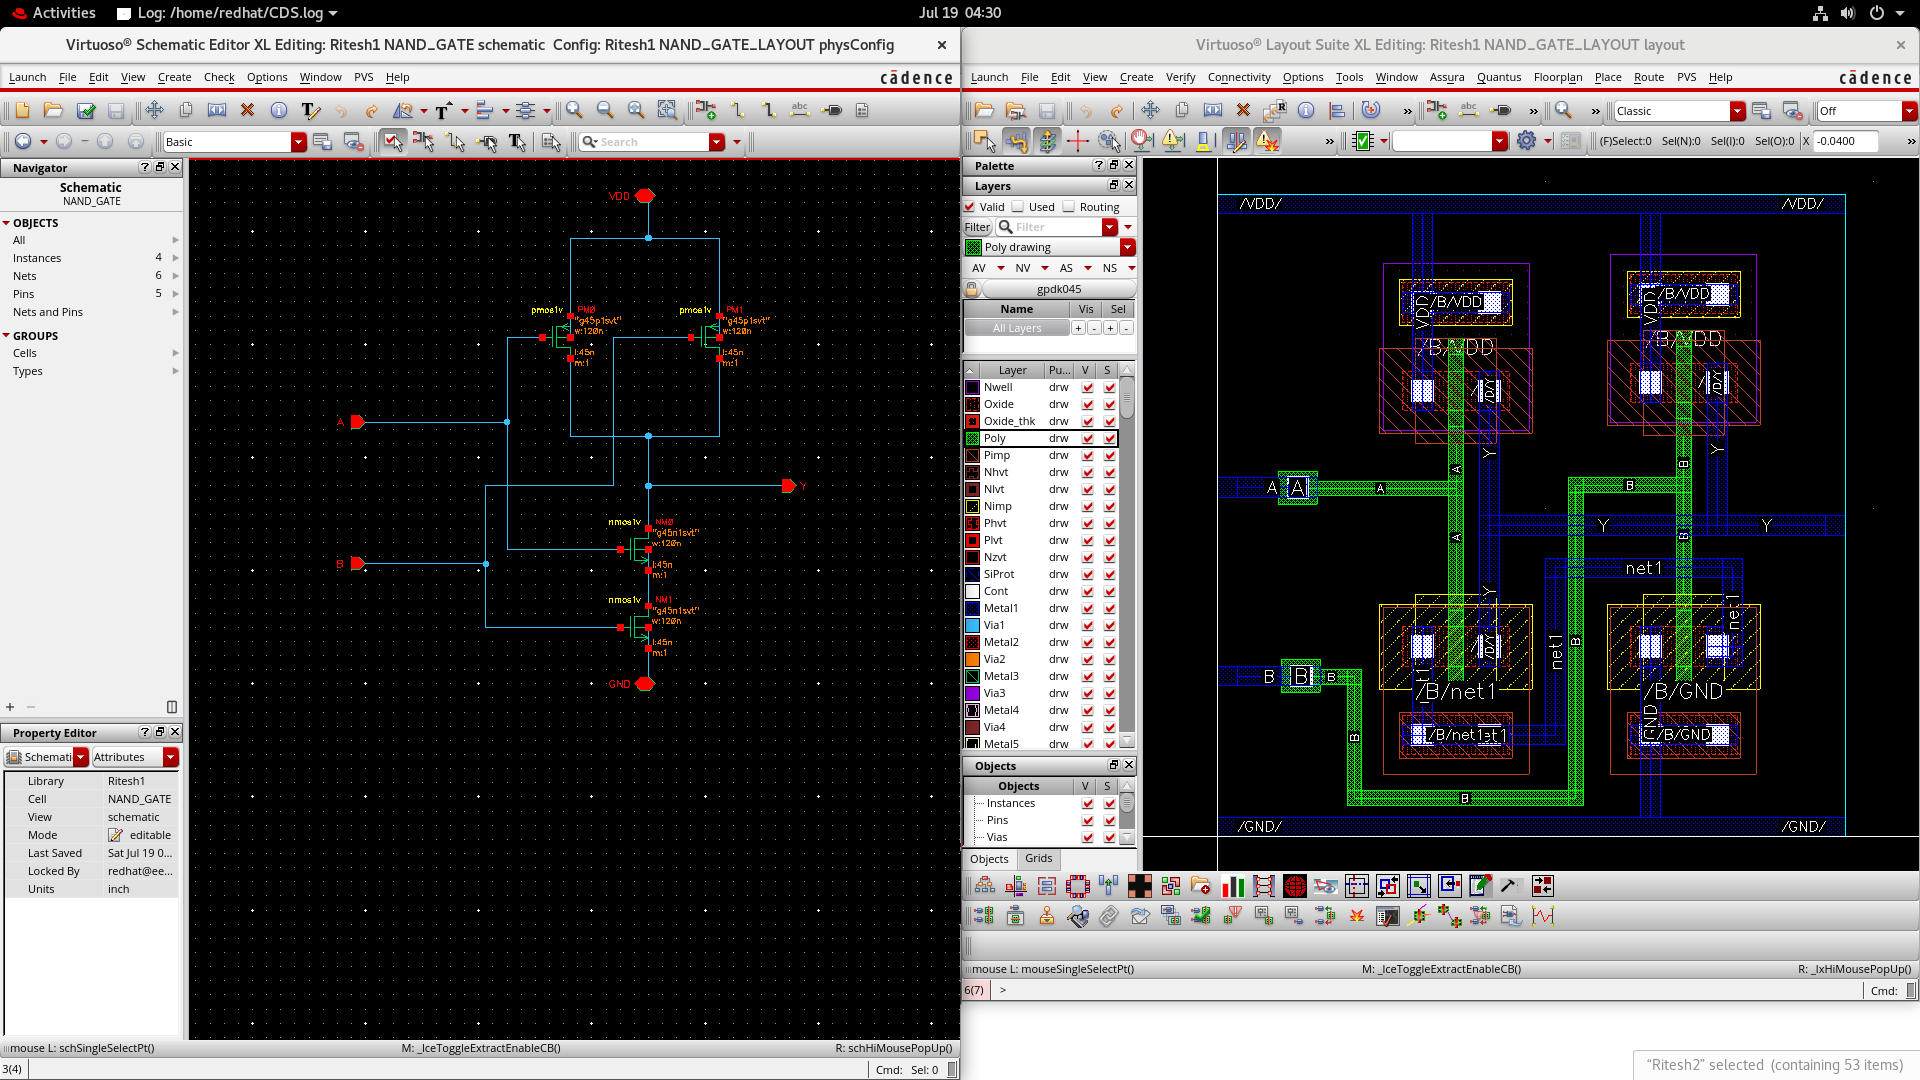 Activities
Log: /home/redhat/CDS.log
Jul 19 04:30
Virtuoso® Schematic Editor XL Editing: Ritesh1 NAND_GATE schematic Config: Ritesh1 NAND_GATE_LAYOUT physConfig
Launch File Edit View Create Check Options Window PVS Help
cādence
Basic
Search
Navigator
Schematic
NAND_GATE
OBJECTS
All
Instances 4
Nets 6
Pins 5
Nets and Pins
GROUPS
Cells
Types
Property Editor
Schemati Attributes
Library Ritesh1
Cell NAND_GATE
View schematic
Mode editable
Last Saved Sat Jul 19 0...
Locked By redhat@ee...
Units inch
VDD
pmos1v PM0
"g45p1svt"
w:120n
l:45n
m:1
pmos1v PM1
"g45p1svt"
w:120n
l:45n
m:1
A
Y
nmos1v NM0
"g45n1svt"
w:120n
l:45n
m:1
B
nmos1v NM1
"g45n1svt"
w:120n
l:45n
m:1
GND
mouse L: schSingleSelectPt()
M: _IceToggleExtractEnableCB()
R: schHiMousePopUp()
3(4)
Cmd: Sel: 0
Virtuoso® Layout Suite XL Editing: Ritesh1 NAND_GATE_LAYOUT layout
Launch File Edit View Create Verify Connectivity Options Tools Window Assura Quantus Floorplan Place Route PVS Help
cādence
Classic
Off
(F)Select:0 Sel(N):0 Sel(I):0 Sel(O):0 X -0.0400
Palette
Layers
Valid Used Routing
Filter Filter
Poly drawing
AV NV AS NS
gpdk045
Name Vis Sel
All Layers + - + -
Layer Pu... V S
Nwell drw
Oxide drw
Oxide_thk drw
Poly drw
Pimp drw
Nhvt drw
Nlvt drw
Nimp drw
Phvt drw
Plvt drw
Nzvt drw
SiProt drw
Cont drw
Metal1 drw
Via1 drw
Metal2 drw
Via2 drw
Metal3 drw
Via3 drw
Metal4 drw
Via4 drw
Metal5 drw
Objects
Objects V S
Instances
Pins
Vias
Objects Grids
/VDD/ /VDD/
/B/VDD /B/VDD
VDD VDD
/B/VDD /B/VDD
A A A
A
A
B
B
B
Y Y
Y Y
Y
net1
net1
net1
B B B
B
B
B
/B/net1 /B/GND
/B/net1 /B/GND
GND
/GND/ /GND/
mouse L: mouseSingleSelectPt()
M: _IceToggleExtractEnableCB()
R: _lxHiMousePopUp()
6(7) >
Cmd:
"Ritesh2" selected (containing 53 items)